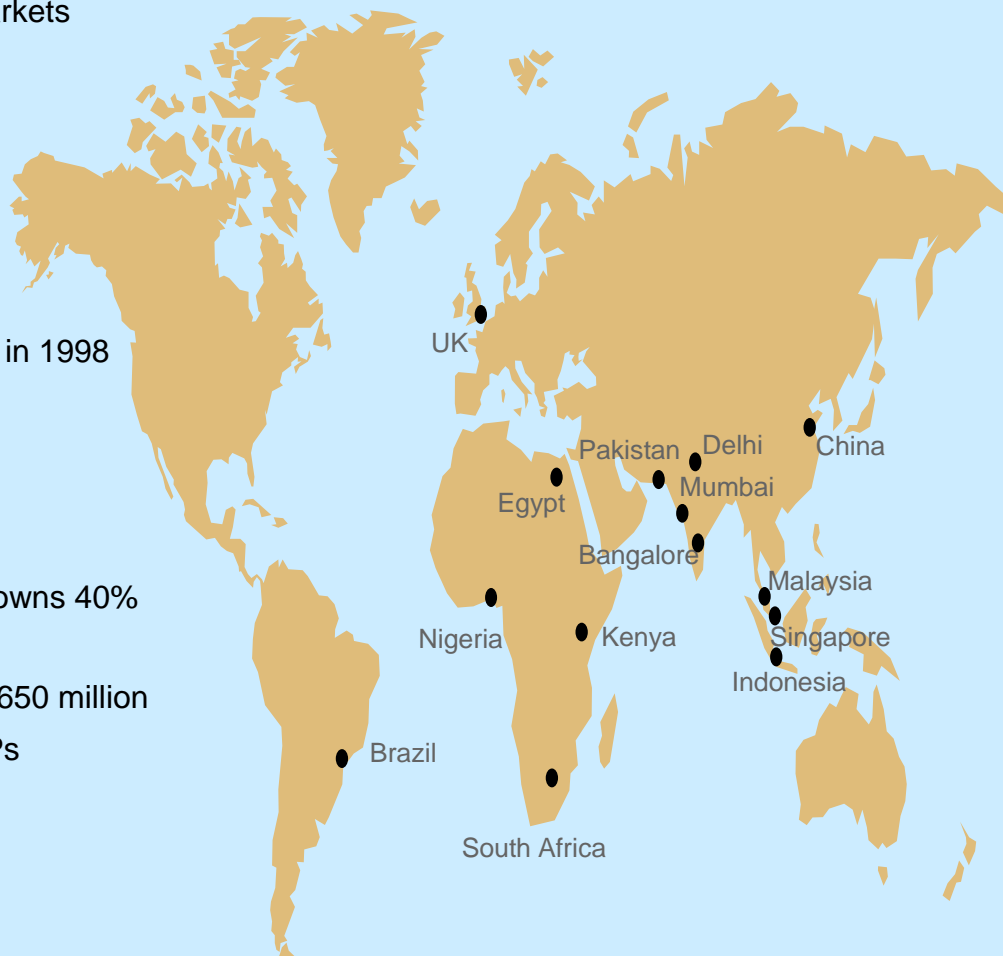 rkets
in 1998
UK
China
Delhi
Pakistan
Mumbai
Egypt
Bangalore
Malaysia
owns 40%
Nigeria
Kenya
Singapore
Indonesia
650 million
Brazil
Ps
South Africa